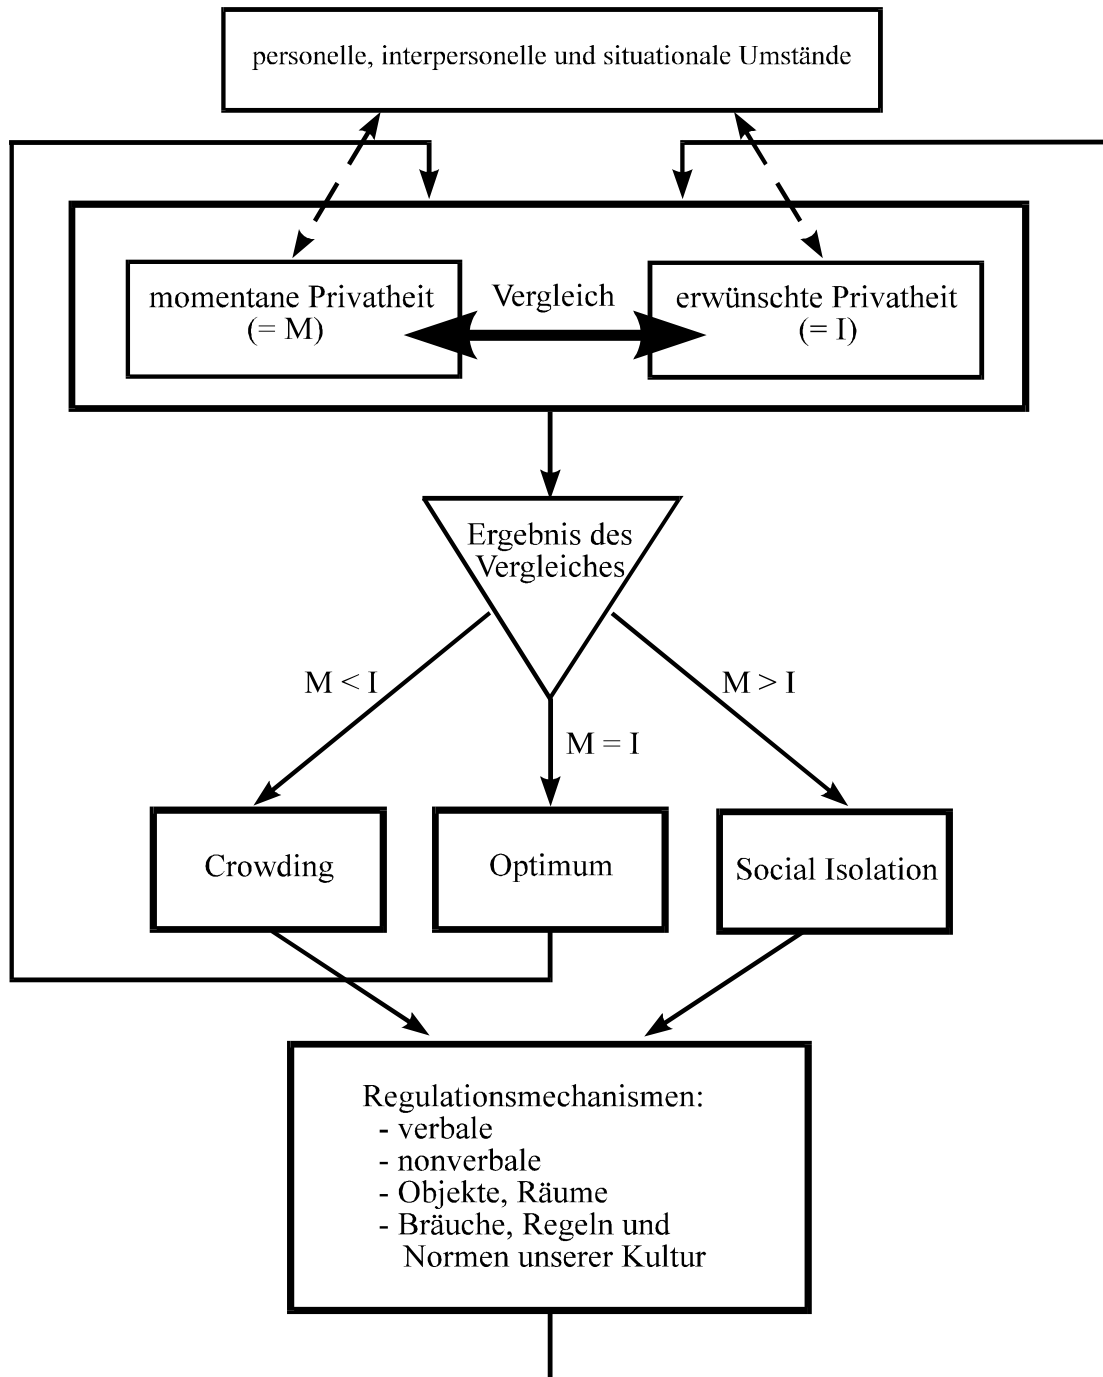 personelle, interpersonelle und situationale Umstände
momentane Privatheit
(= M)
Vergleich
erwünschte Privatheit
(= I)
Ergebnis des
Vergleiches
M < I
M = I
M > I
Crowding
Optimum
Social Isolation
Regulationsmechanismen:
- verbale
- nonverbale
- Objekte, Räume
- Bräuche, Regeln und
Normen unserer Kultur